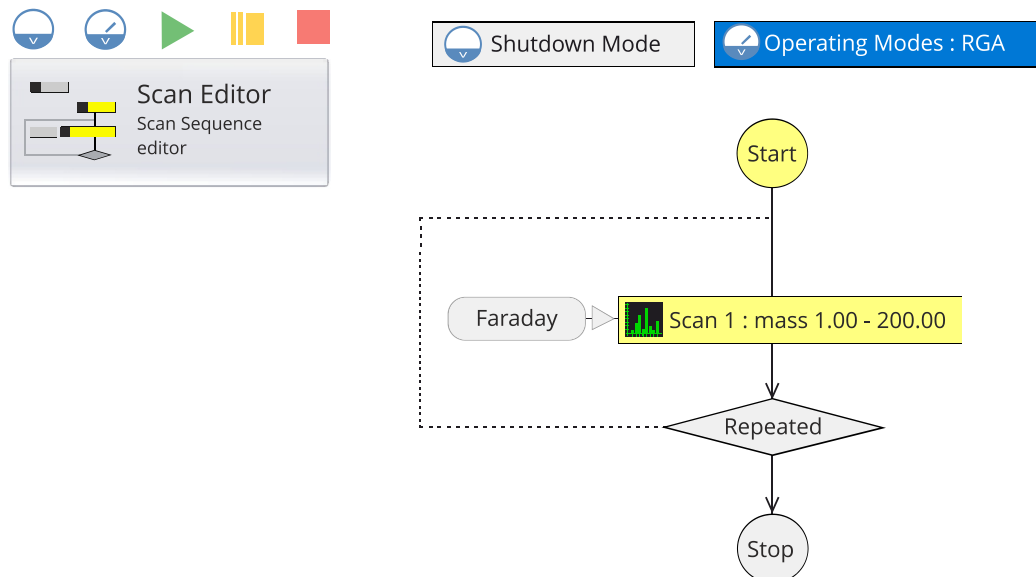 Shutdown Mode
Operating Modes : RGA
Scan Editor
Scan Sequence
editor
Start
Faraday
Scan 1 : mass 1.00 - 200.00
Repeated
Stop